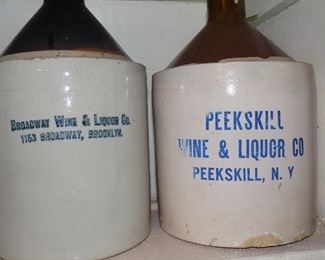 BROADWAY WINE & LIQUOR CO.
1153 BROADWAY, BROOKLYN.
PEEKSKILL
WINE & LIQUOR CO
PEEKSKILL, N. Y